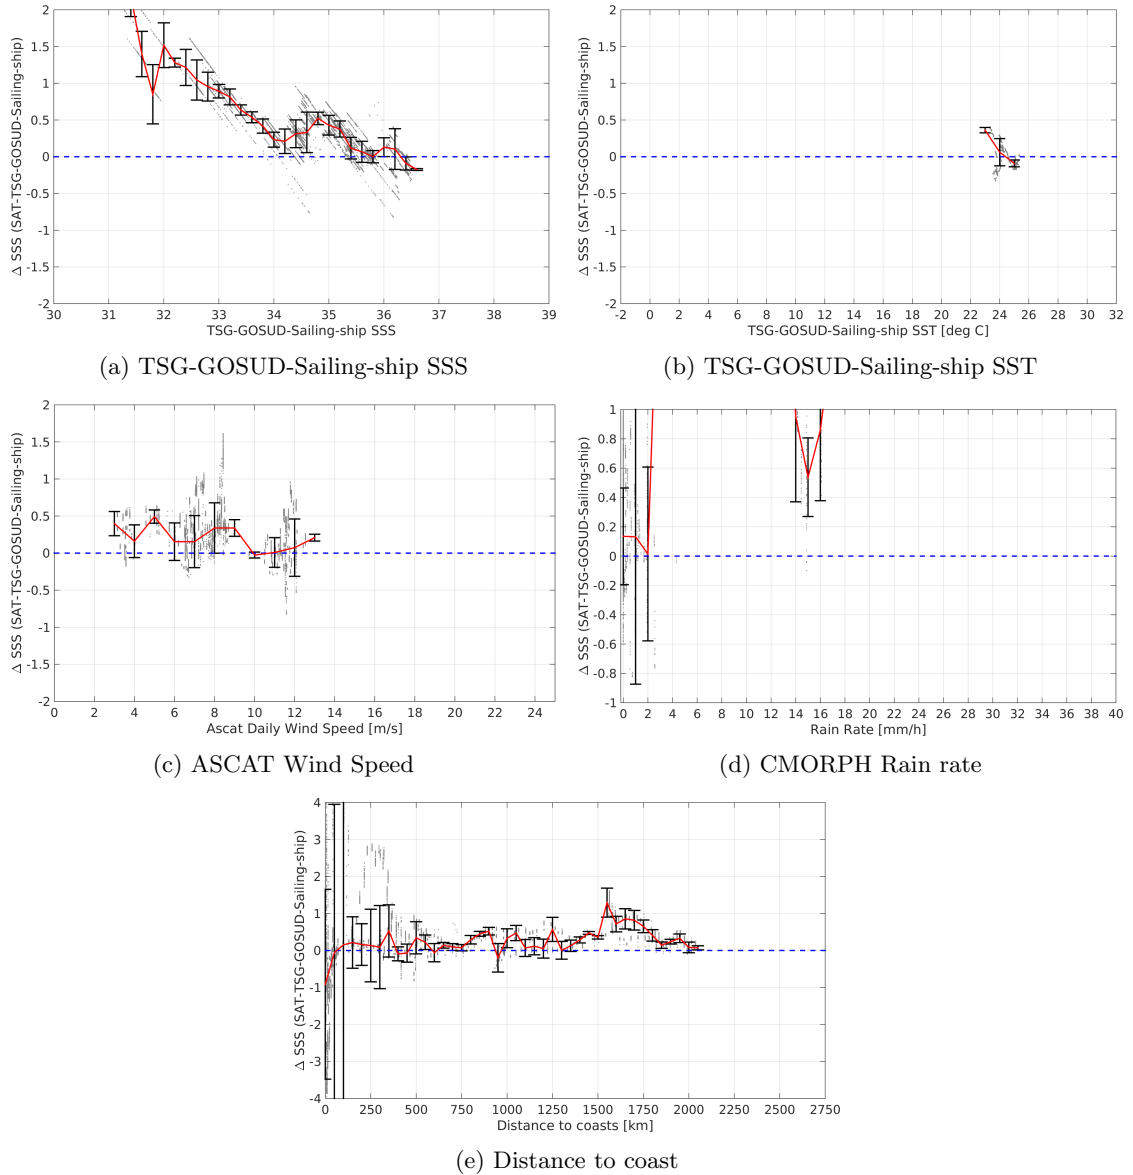 Δ SSS (SAT-TSG-GOSUD-Sailing-ship)
2
1.5
1
0.5
0
-0.5
-1
-1.5
-2
30 31 32 33 34 35 36 37 38 39
TSG-GOSUD-Sailing-ship SSS
(a) TSG-GOSUD-Sailing-ship SSS
Δ SSS (SAT-TSG-GOSUD-Sailing-ship)
2
1.5
1
0.5
0
-0.5
-1
-1.5
-2
-2 0 2 4 6 8 10 12 14 16 18 20 22 24 26 28 30 32
TSG-GOSUD-Sailing-ship SST [deg C]
(b) TSG-GOSUD-Sailing-ship SST
Δ SSS (SAT-TSG-GOSUD-Sailing-ship)
2
1.5
1
0.5
0
-0.5
-1
-1.5
-2
0 2 4 6 8 10 12 14 16 18 20 22 24
Ascat Daily Wind Speed [m/s]
(c) ASCAT Wind Speed
Δ SSS (SAT-TSG-GOSUD-Sailing-ship)
1
0.8
0.6
0.4
0.2
0
-0.2
-0.4
-0.6
-0.8
-1
0 2 4 6 8 10 12 14 16 18 20 22 24 26 28 30 32 34 36 38 40
Rain Rate [mm/h]
(d) CMORPH Rain rate
Δ SSS (SAT-TSG-GOSUD-Sailing-ship)
4
3
2
1
0
-1
-2
-3
-4
0 250 500 750 1000 1250 1500 1750 2000 2250 2500 2750
Distance to coasts [km]
(e) Distance to coast